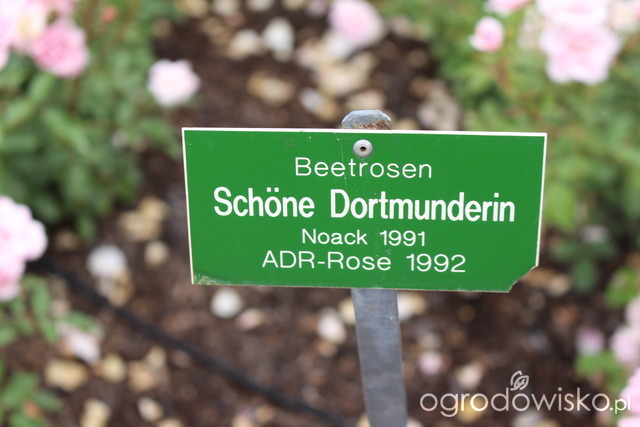 Beetrosen
Schöne Dortmunderin
Noack 1991
ADR-Rose 1992
ogrodowisko.pl